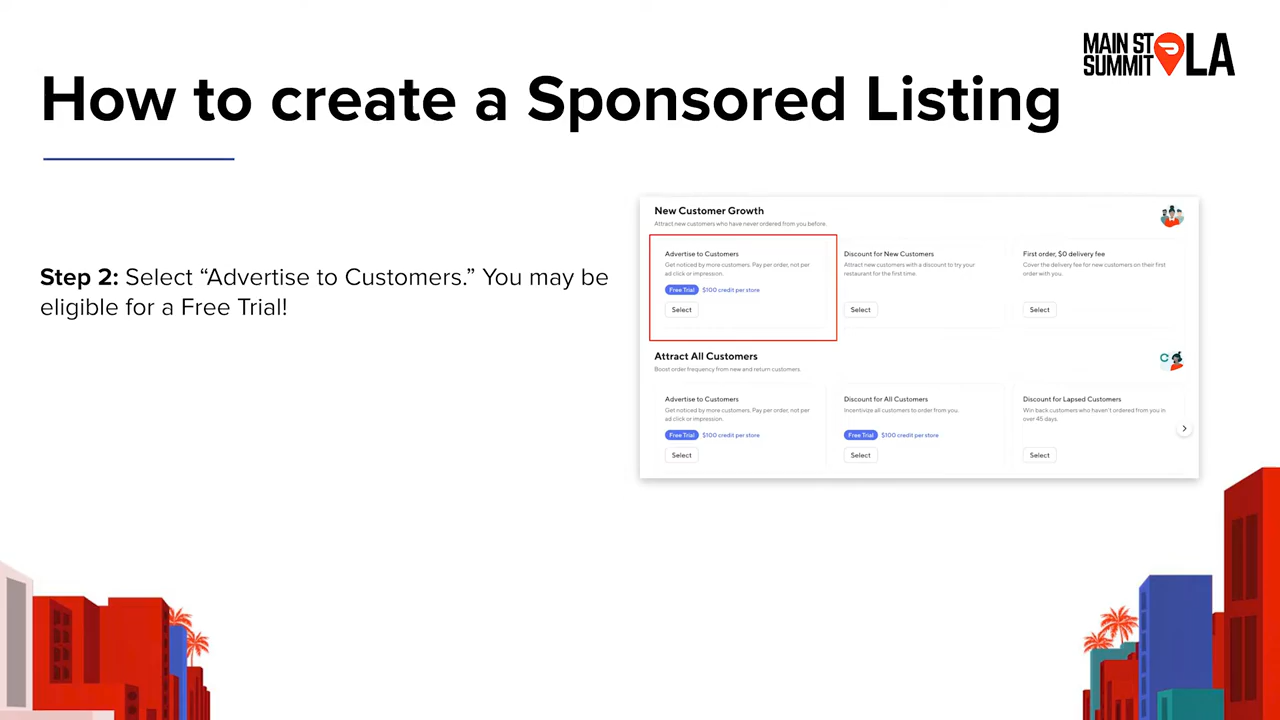 MAIN ST
SUMMIT
LA
How to create a Sponsored Listing
Step 2: Select “Advertise to Customers.” You may be
eligible for a Free Trial!
New Customer Growth
Attract new customers who have never ordered from you before.
Advertise to Customers
Get noticed by more customers. Pay per order, not per
ad click or impression.
Free Trial $100 credit per store
Select
Discount for New Customers
Attract new customers with a discount to try your
restaurant for the first time.
Select
First order, $0 delivery fee
Cover the delivery fee for new customers on their first
order with you.
Select
Attract All Customers
Boost order frequency from new and return customers.
Advertise to Customers
Get noticed by more customers. Pay per order, not per
ad click or impression.
Free Trial $100 credit per store
Select
Discount for All Customers
Incentivize all customers to order from you.
Free Trial $100 credit per store
Select
Discount for Lapsed Customers
Win back customers who haven't ordered from you in
over 45 days.
Select